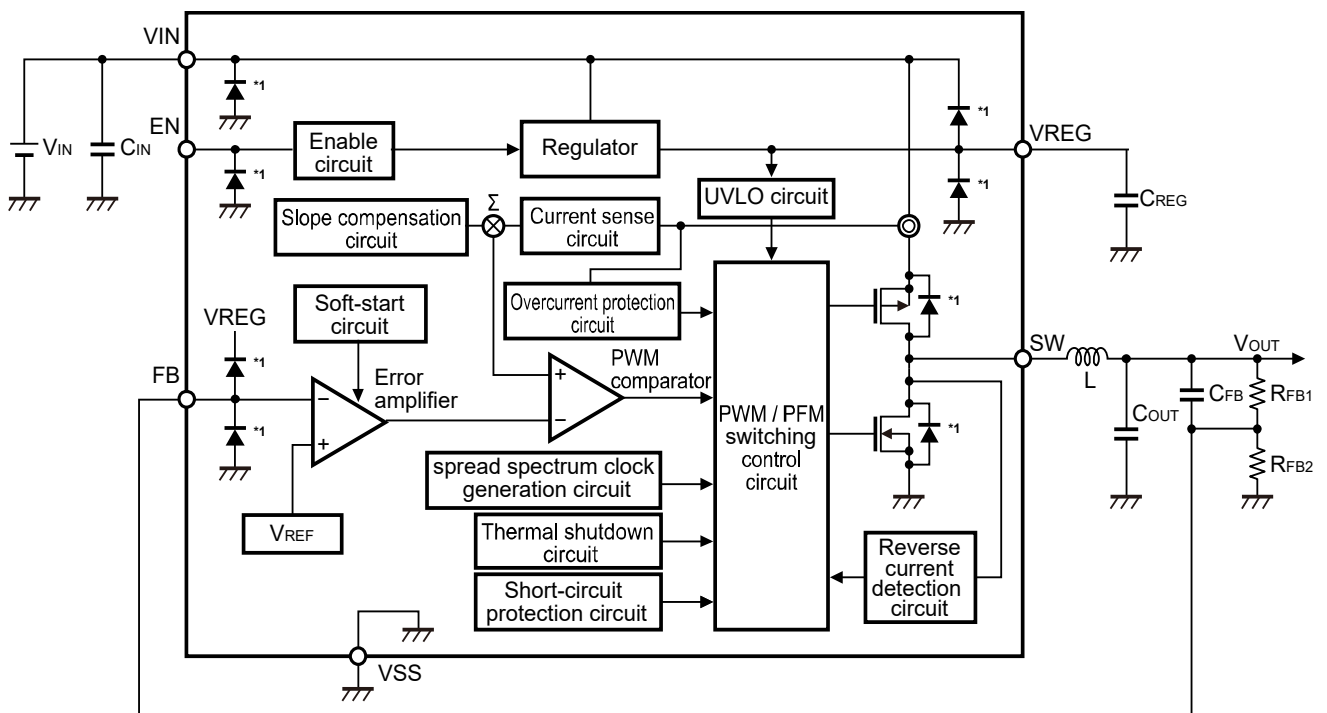 VIN
*1
*1
EN
Enable
circuit
Regulator
VREG
VIN
CIN
*1
UVLO circuit
*1
CREG
Σ
Slope compensation
circuit
Current sense
circuit
Overcurrent protection
circuit
*1
Soft-start
circuit
VREG
*1
FB
Error
amplifier
−
+
*1
PWM
comparator
+
−
PWM / PFM
switching
control
circuit
SW
L
VOUT
CFB
RFB1
COUT
RFB2
*1
spread spectrum clock
generation circuit
VREF
Thermal shutdown
circuit
Short-circuit
protection circuit
Reverse
current
detection
circuit
VSS